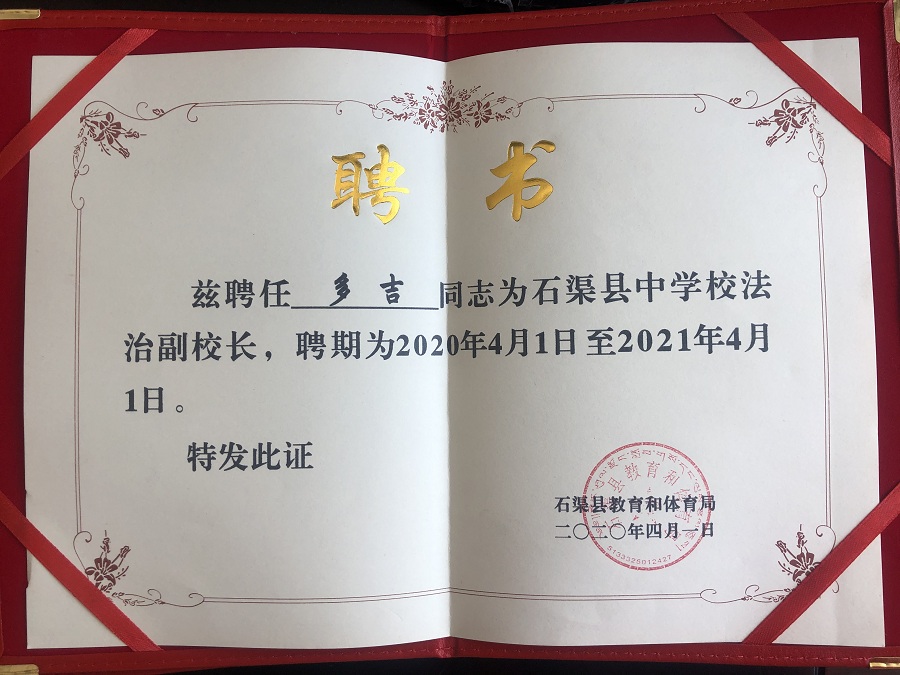 聘书
兹聘任 多吉 同志为石渠县中学校法
治副校长，聘期为2020年4月1日至2021年4月
1日。
特发此证
石渠县教育和体育局
二〇二〇年四月一日
5133325012427